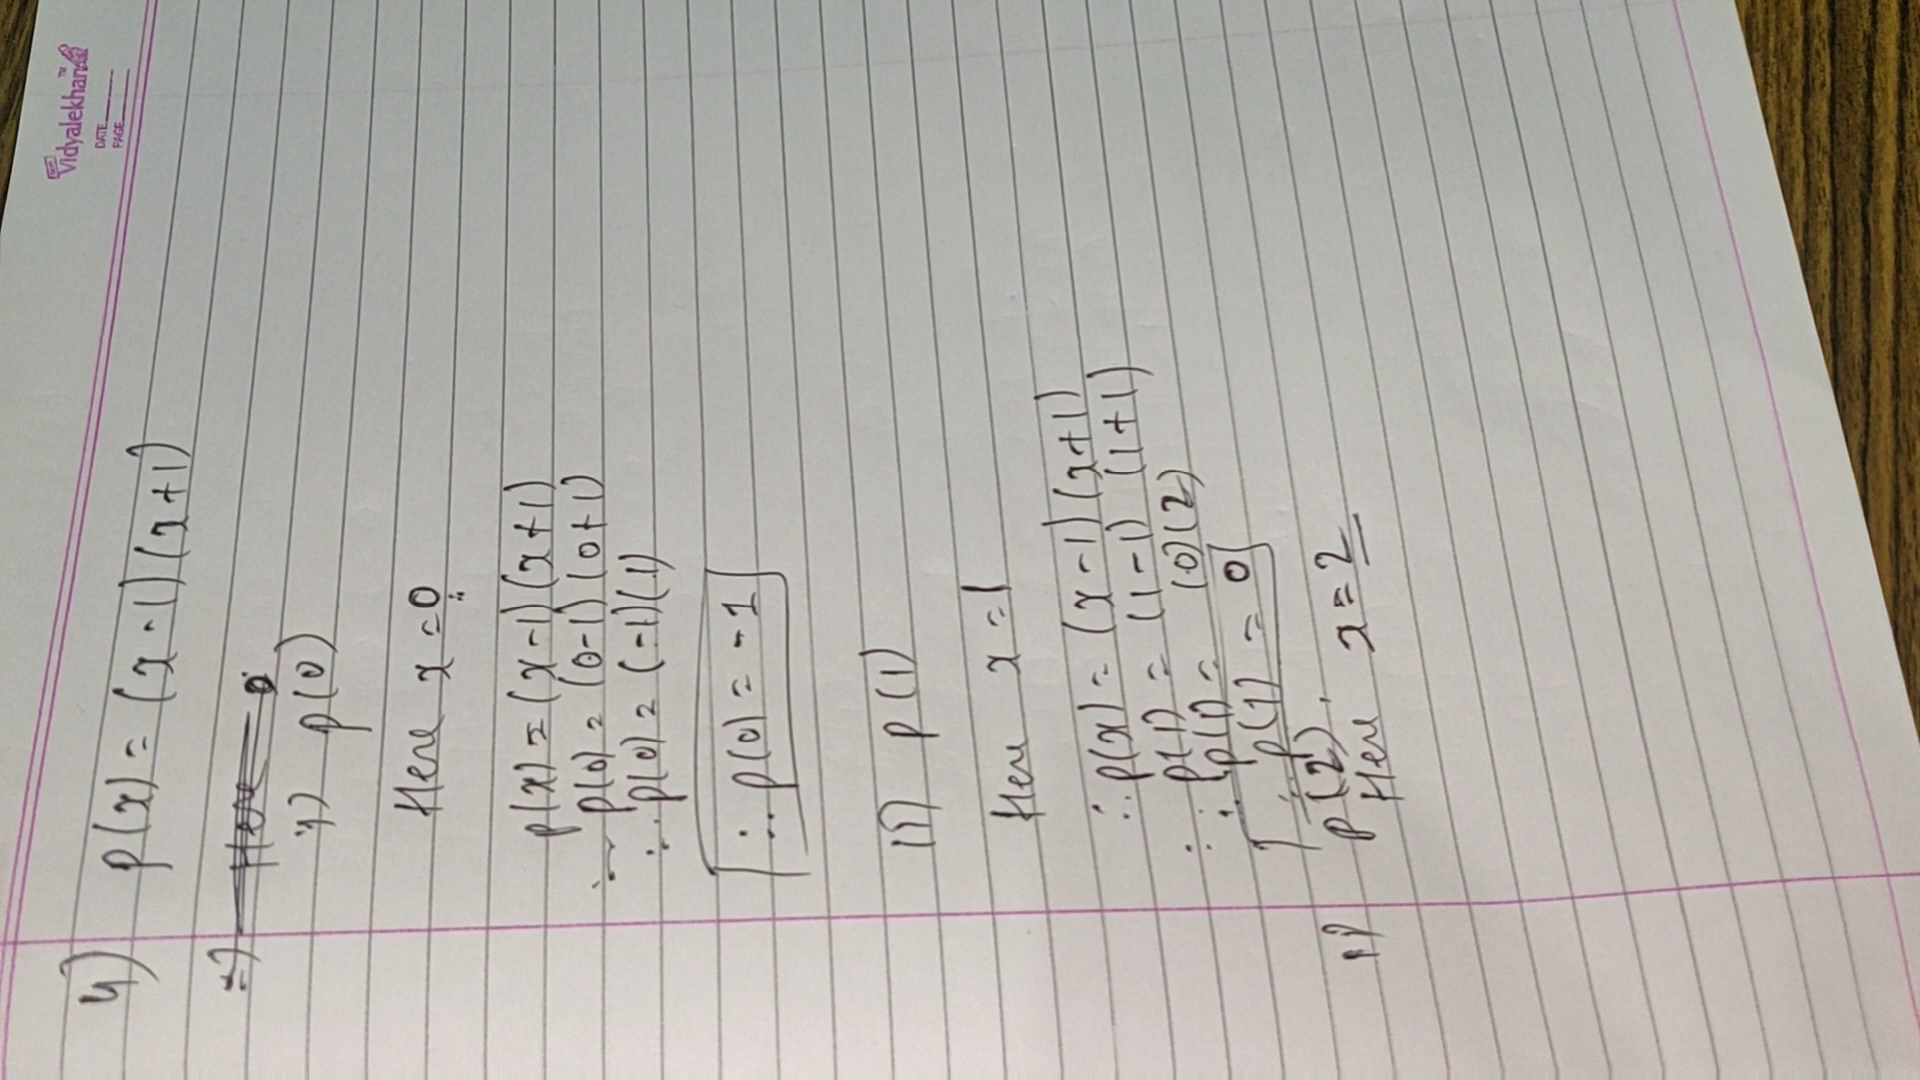 Vidyalekhan™
DATE
PAGE
4) p(x) = (x-1)(x+1)
=>
i) p(0)
Here x=0
p(x) = (x-1)(x+1)
∴ p(0) = (0-1)(0+1)
∴ p(0) = (-1)(1)
∴ p(0) = -1
ii) p(1)
Here x=1
∴ p(x) = (x-1)(x+1)
∴ p(1) = (1-1)(1+1)
∴ p(1) = (0)(2)
∴ p(1) = 0
ii) p(2).
Here x=2